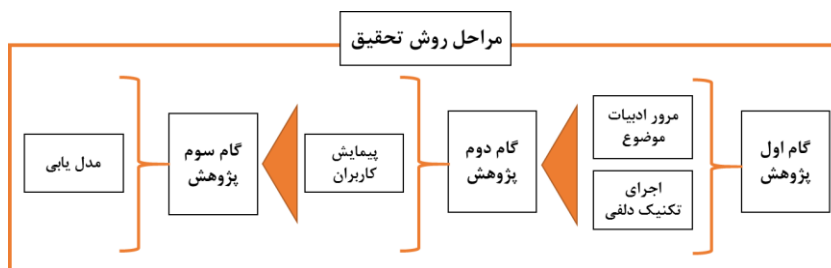 مراحل روش تحقیق
گام اول
پژوهش
مرور ادبیات
موضوع
اجرای
تکنیک دلفی
گام دوم
پژوهش
پیمایش
کاربران
گام سوم
پژوهش
مدل یابی